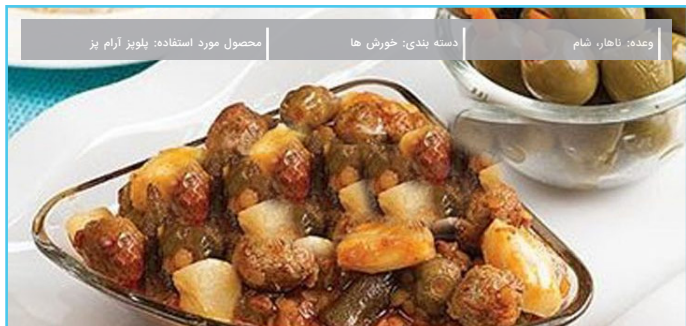 وعده: ناهار، شام
دسته بندی: خورش ها
محصول مورد استفاده: پلوپز آرام پز